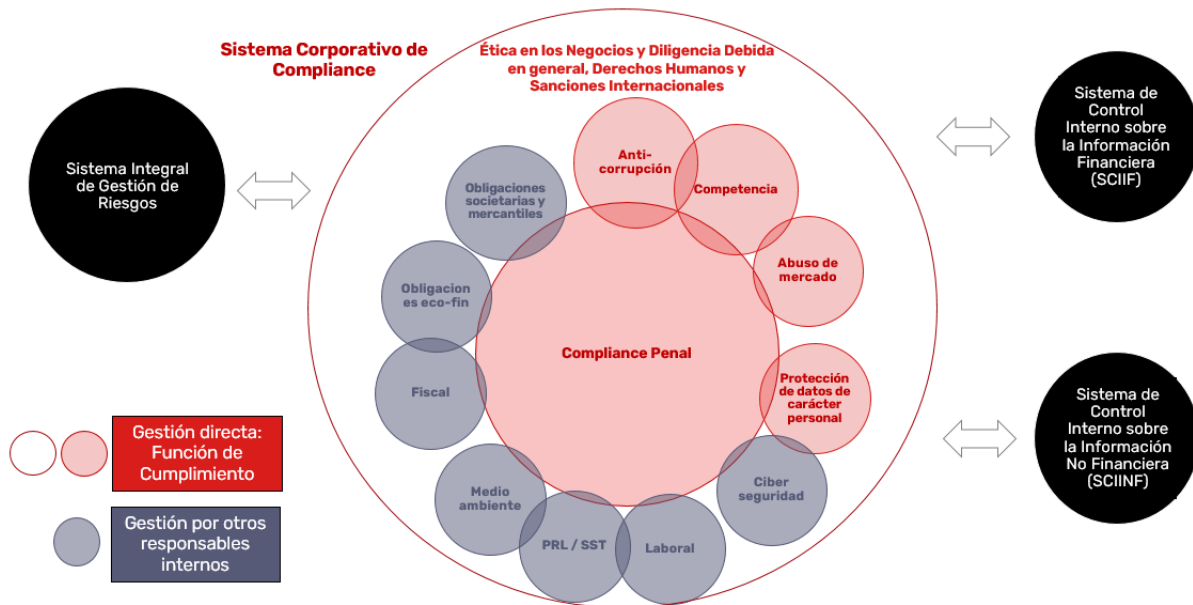 Sistema Corporativo de
Compliance
Ética en los Negocios y Diligencia Debida
en general, Derechos Humanos y
Sanciones Internacionales
Sistema Integral
de Gestión de
Riesgos
Sistema de
Control
Interno sobre
la Información
Financiera
(SCIIF)
Anti-
corrupción
Competencia
Obligaciones
societarias y
mercantiles
Abuso de
mercado
Obligacion
es eco-fin
Compliance Penal
Fiscal
Protección
de datos de
carácter
personal
Sistema de
Control
Interno sobre
la Información
No Financiera
(SCIINF)
Ciber
seguridad
Medio
ambiente
PRL / SST
Laboral
Gestión directa:
Función de
Cumplimiento
Gestión por otros
responsables
internos